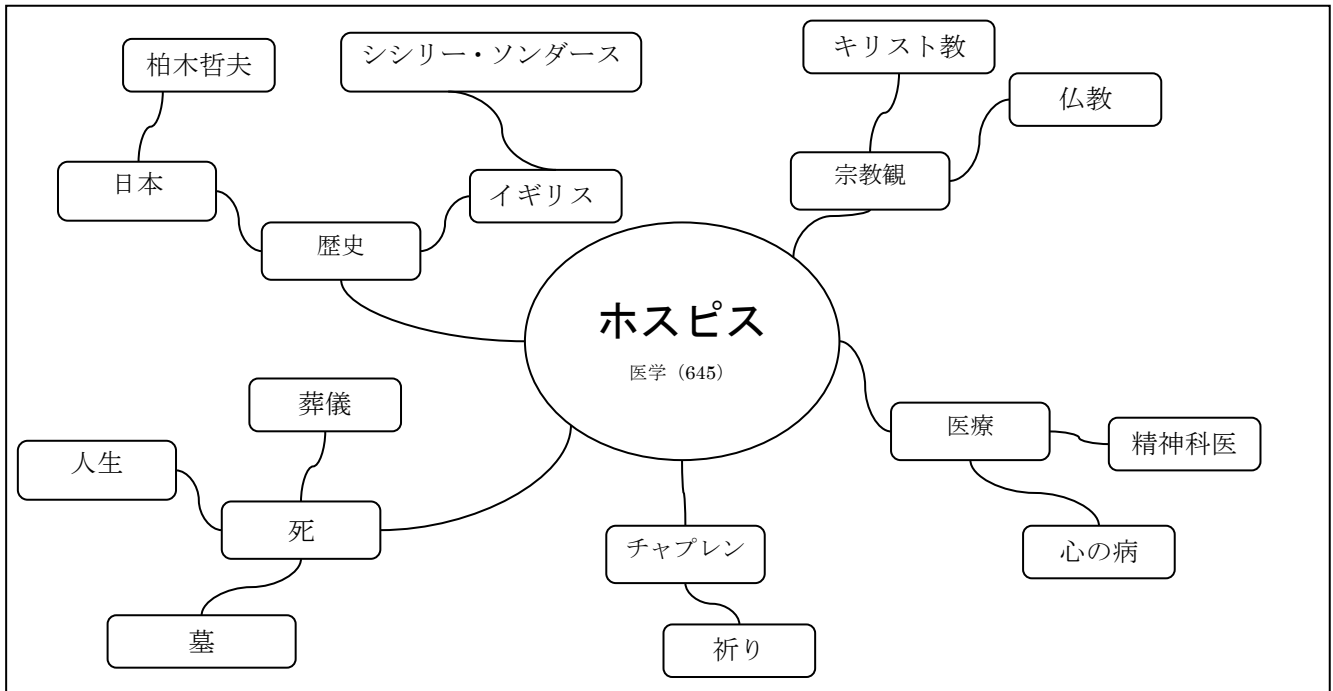 柏木哲夫
シシリー・ソンダース
キリスト教
仏教
日本
イギリス
宗教観
歴史
ホスピス
医学（645）
葬儀
人生
死
墓
医療
精神科医
チャプレン
心の病
祈り